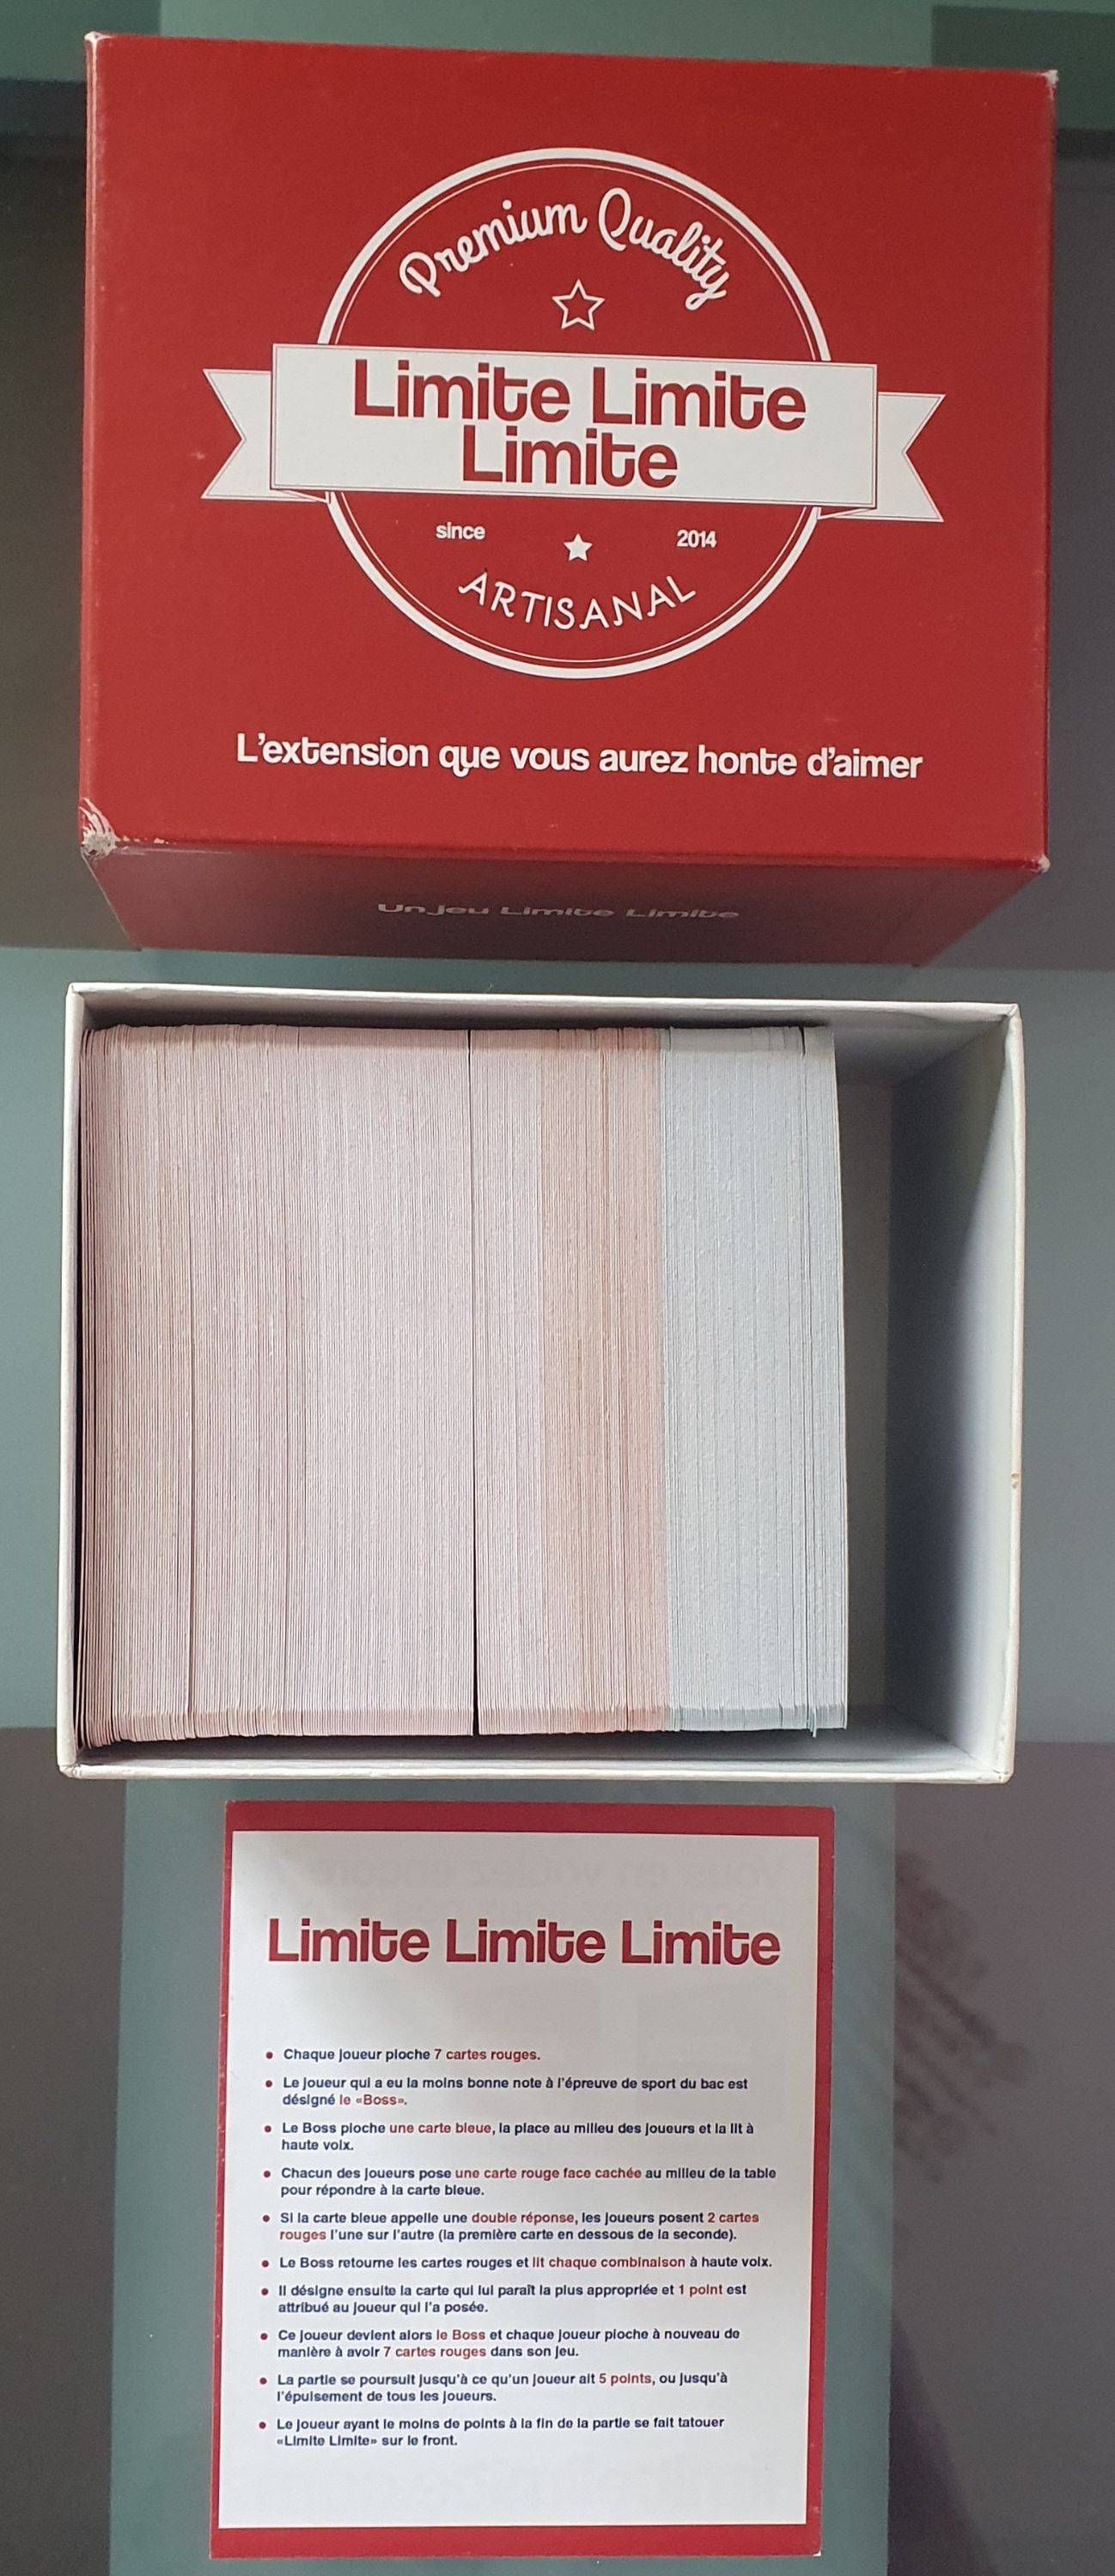 Premium Quality
Limite Limite
Limite
since 2014
ARTISANAL
L'extension que vous aurez honte d'aimer
Un jeu Limite Limite
Limite Limite Limite
• Chaque joueur pioche 7 cartes rouges.
• Le joueur qui a eu la moins bonne note à l'épreuve de sport du bac est
désigné le «Boss».
• Le Boss pioche une carte bleue, la place au milieu des joueurs et la lit à
haute voix.
• Chacun des joueurs pose une carte rouge face cachée au milieu de la table
pour répondre à la carte bleue.
• Si la carte bleue appelle une double réponse, les joueurs posent 2 cartes
rouges l'une sur l'autre (la première carte en dessous de la seconde).
• Le Boss retourne les cartes rouges et lit chaque combinaison à haute voix.
• Il désigne ensuite la carte qui lui paraît la plus appropriée et 1 point est
attribué au joueur qui l'a posée.
• Ce joueur devient alors le Boss et chaque joueur pioche à nouveau de
manière à avoir 7 cartes rouges dans son jeu.
• La partie se poursuit jusqu'à ce qu'un joueur ait 5 points, ou jusqu'à
l'épuisement de tous les joueurs.
• Le joueur ayant le moins de points à la fin de la partie se fait tatouer
«Limite Limite» sur le front.